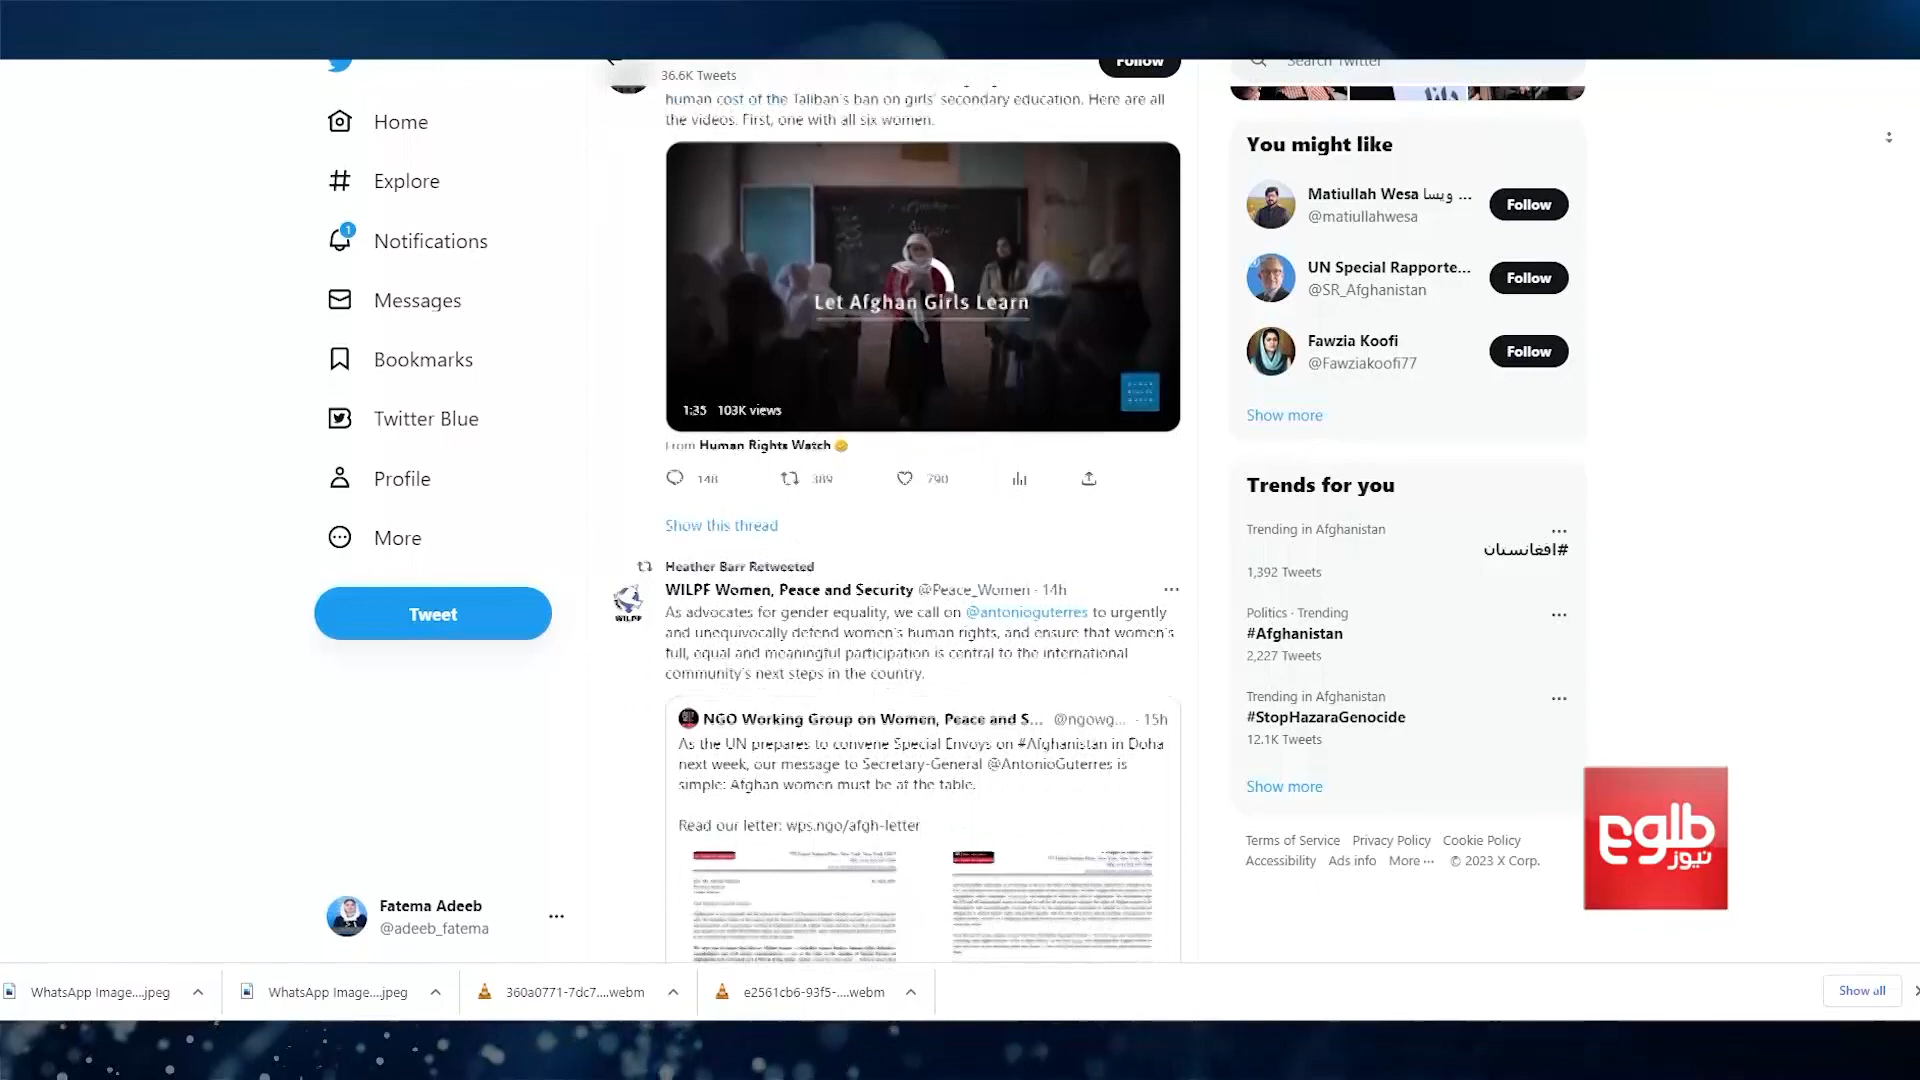 36.6K Tweets
Follow
Search Twitter
human cost of the Taliban's ban on girls' secondary education. Here are all
the videos. First, one with all six women.
Let Afghan Girls Learn
1:35 103K views
From Human Rights Watch
148 389 790
Show this thread
Heather Barr Retweeted
WILPF Women, Peace and Security @Peace_Women · 14h
WILPF
As advocates for gender equality, we call on @antonioguterres to urgently
and unequivocally defend women's human rights, and ensure that women's
full, equal and meaningful participation is central to the international
community's next steps in the country.
NGO Working Group on Women, Peace and S... @ngowg... · 15h
As the UN prepares to convene Special Envoys on #Afghanistan in Doha
next week, our message to Secretary-General @AntonioGuterres is
simple: Afghan women must be at the table.
Read our letter: wps.ngo/afgh-letter
Home
Explore
1
Notifications
Messages
Bookmarks
Twitter Blue
Profile
More
Tweet
Fatema Adeeb
@adeeb_fatema
You might like
Matiullah Wesa ویسا ...
@matiullahwesa
Follow
UN Special Rapporte...
@SR_Afghanistan
Follow
Fawzia Koofi
@Fawziakoofi77
Follow
Show more
Trends for you
Trending in Afghanistan
#افغانستان
1,392 Tweets
Politics · Trending
#Afghanistan
2,227 Tweets
Trending in Afghanistan
#StopHazaraGenocide
12.1K Tweets
Show more
Terms of Service Privacy Policy Cookie Policy
Accessibility Ads info More ··· © 2023 X Corp.
طلوع
نیوز
WhatsApp Image....jpeg
WhatsApp Image....jpeg
360a0771-7dc7....webm
e2561cb6-93f5-....webm
Show all